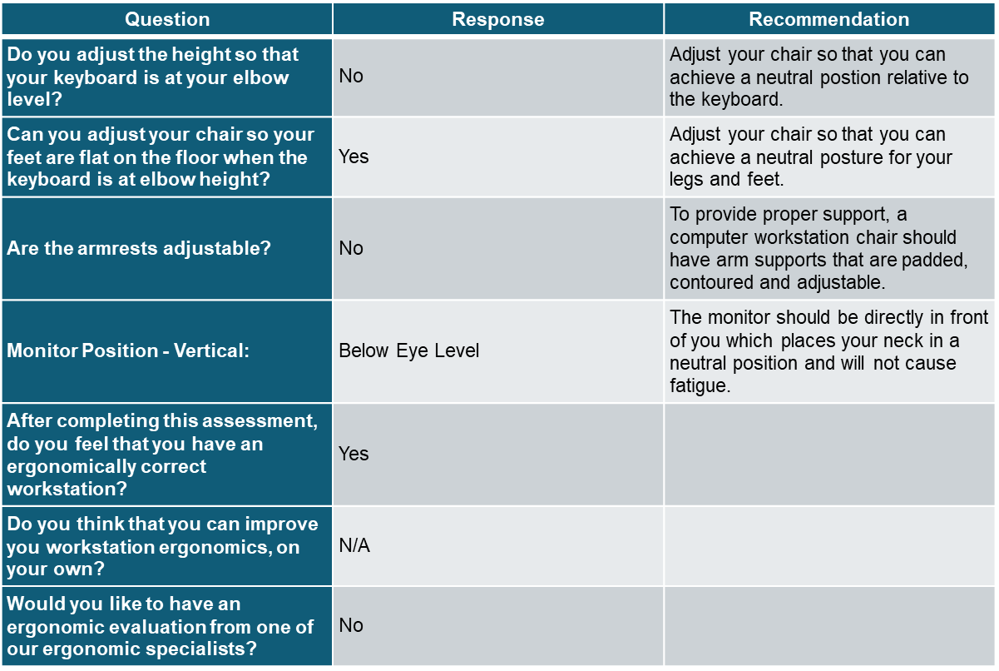 Question
Response
Recommendation
Do you adjust the height so that
your keyboard is at your elbow
level?
No
Adjust your chair so that you can
achieve a neutral postion relative to
the keyboard.
Can you adjust your chair so your
feet are flat on the floor when the
keyboard is at elbow height?
Yes
Adjust your chair so that you can
achieve a neutral posture for your
legs and feet.
Are the armrests adjustable?
No
To provide proper support, a
computer workstation chair should
have arm supports that are padded,
contoured and adjustable.
Monitor Position - Vertical:
Below Eye Level
The monitor should be directly in front
of you which places your neck in a
neutral position and will not cause
fatigue.
After completing this assessment,
do you feel that you have an
ergonomically correct
workstation?
Yes
Do you think that you can improve
you workstation ergonomics, on
your own?
N/A
Would you like to have an
ergonomic evaluation from one of
our ergonomic specialists?
No